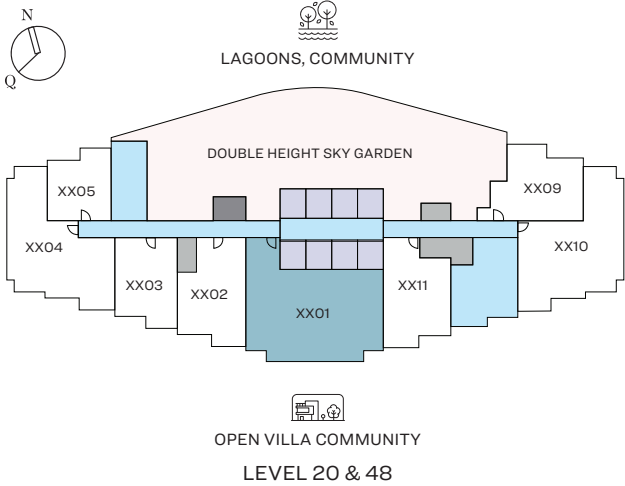 N
Q
LAGOONS, COMMUNITY
DOUBLE HEIGHT SKY GARDEN
XX05
XX09
XX04
XX10
XX03
XX02
XX01
XX11
OPEN VILLA COMMUNITY
LEVEL 20 & 48